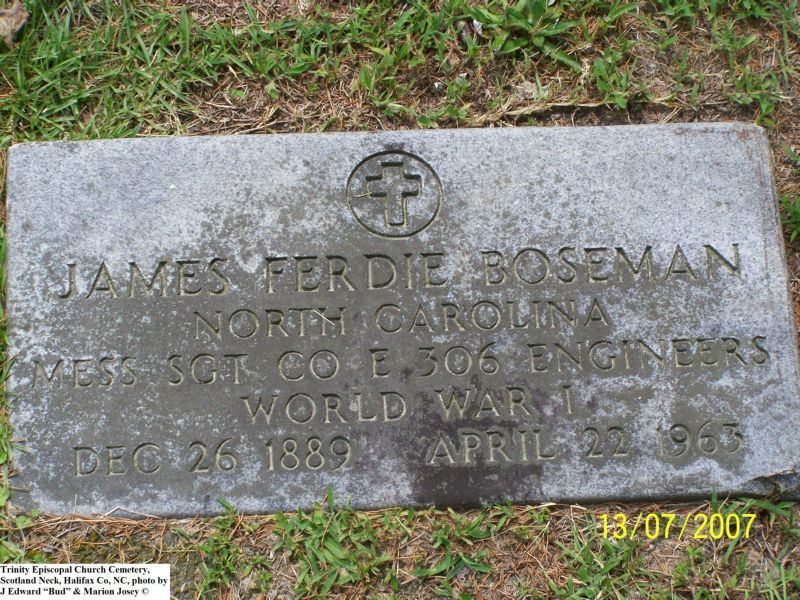 JAMES FERDIE BOSEMAN
NORTH CAROLINA
MESS SGT CO E 306 ENGINEERS
WORLD WAR I
DEC 26 1889 APRIL 22 1963
13/07/2007
Trinity Episcopal Church Cemetery,
Scotland Neck, Halifax Co, NC, photo by
J Edward “Bud” & Marion Josey ©